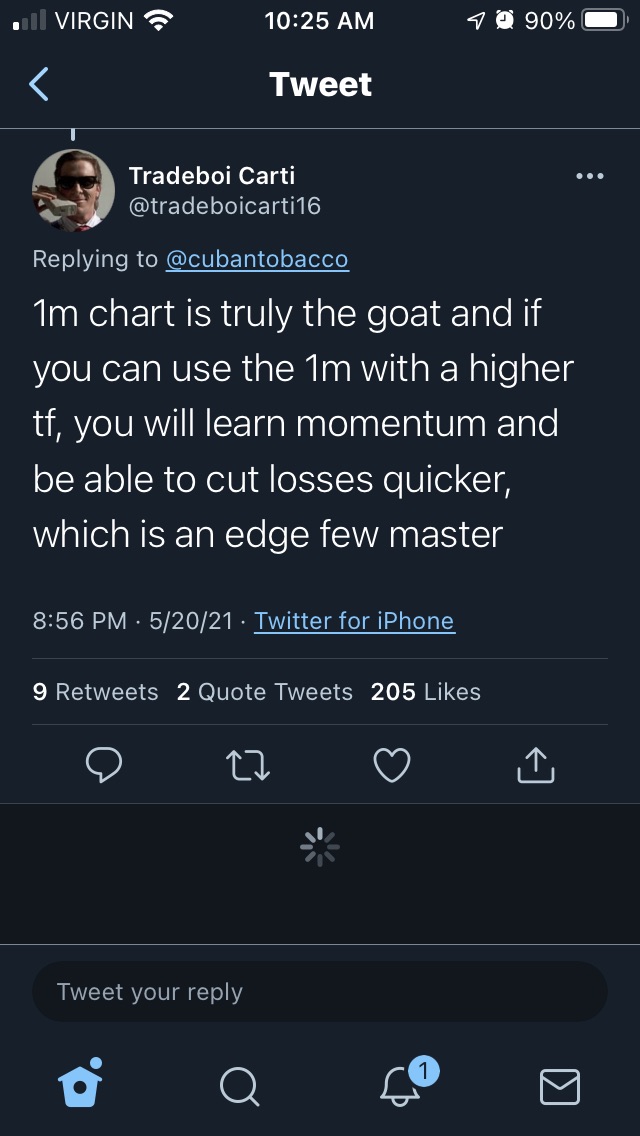 VIRGIN 10:25 AM 90%
Tweet
Tradeboi Carti
@tradeboicarti16
Replying to @cubantobacco
1m chart is truly the goat and if
you can use the 1m with a higher
tf, you will learn momentum and
be able to cut losses quicker,
which is an edge few master
8:56 PM · 5/20/21 · Twitter for iPhone
9 Retweets 2 Quote Tweets 205 Likes
Tweet your reply
1